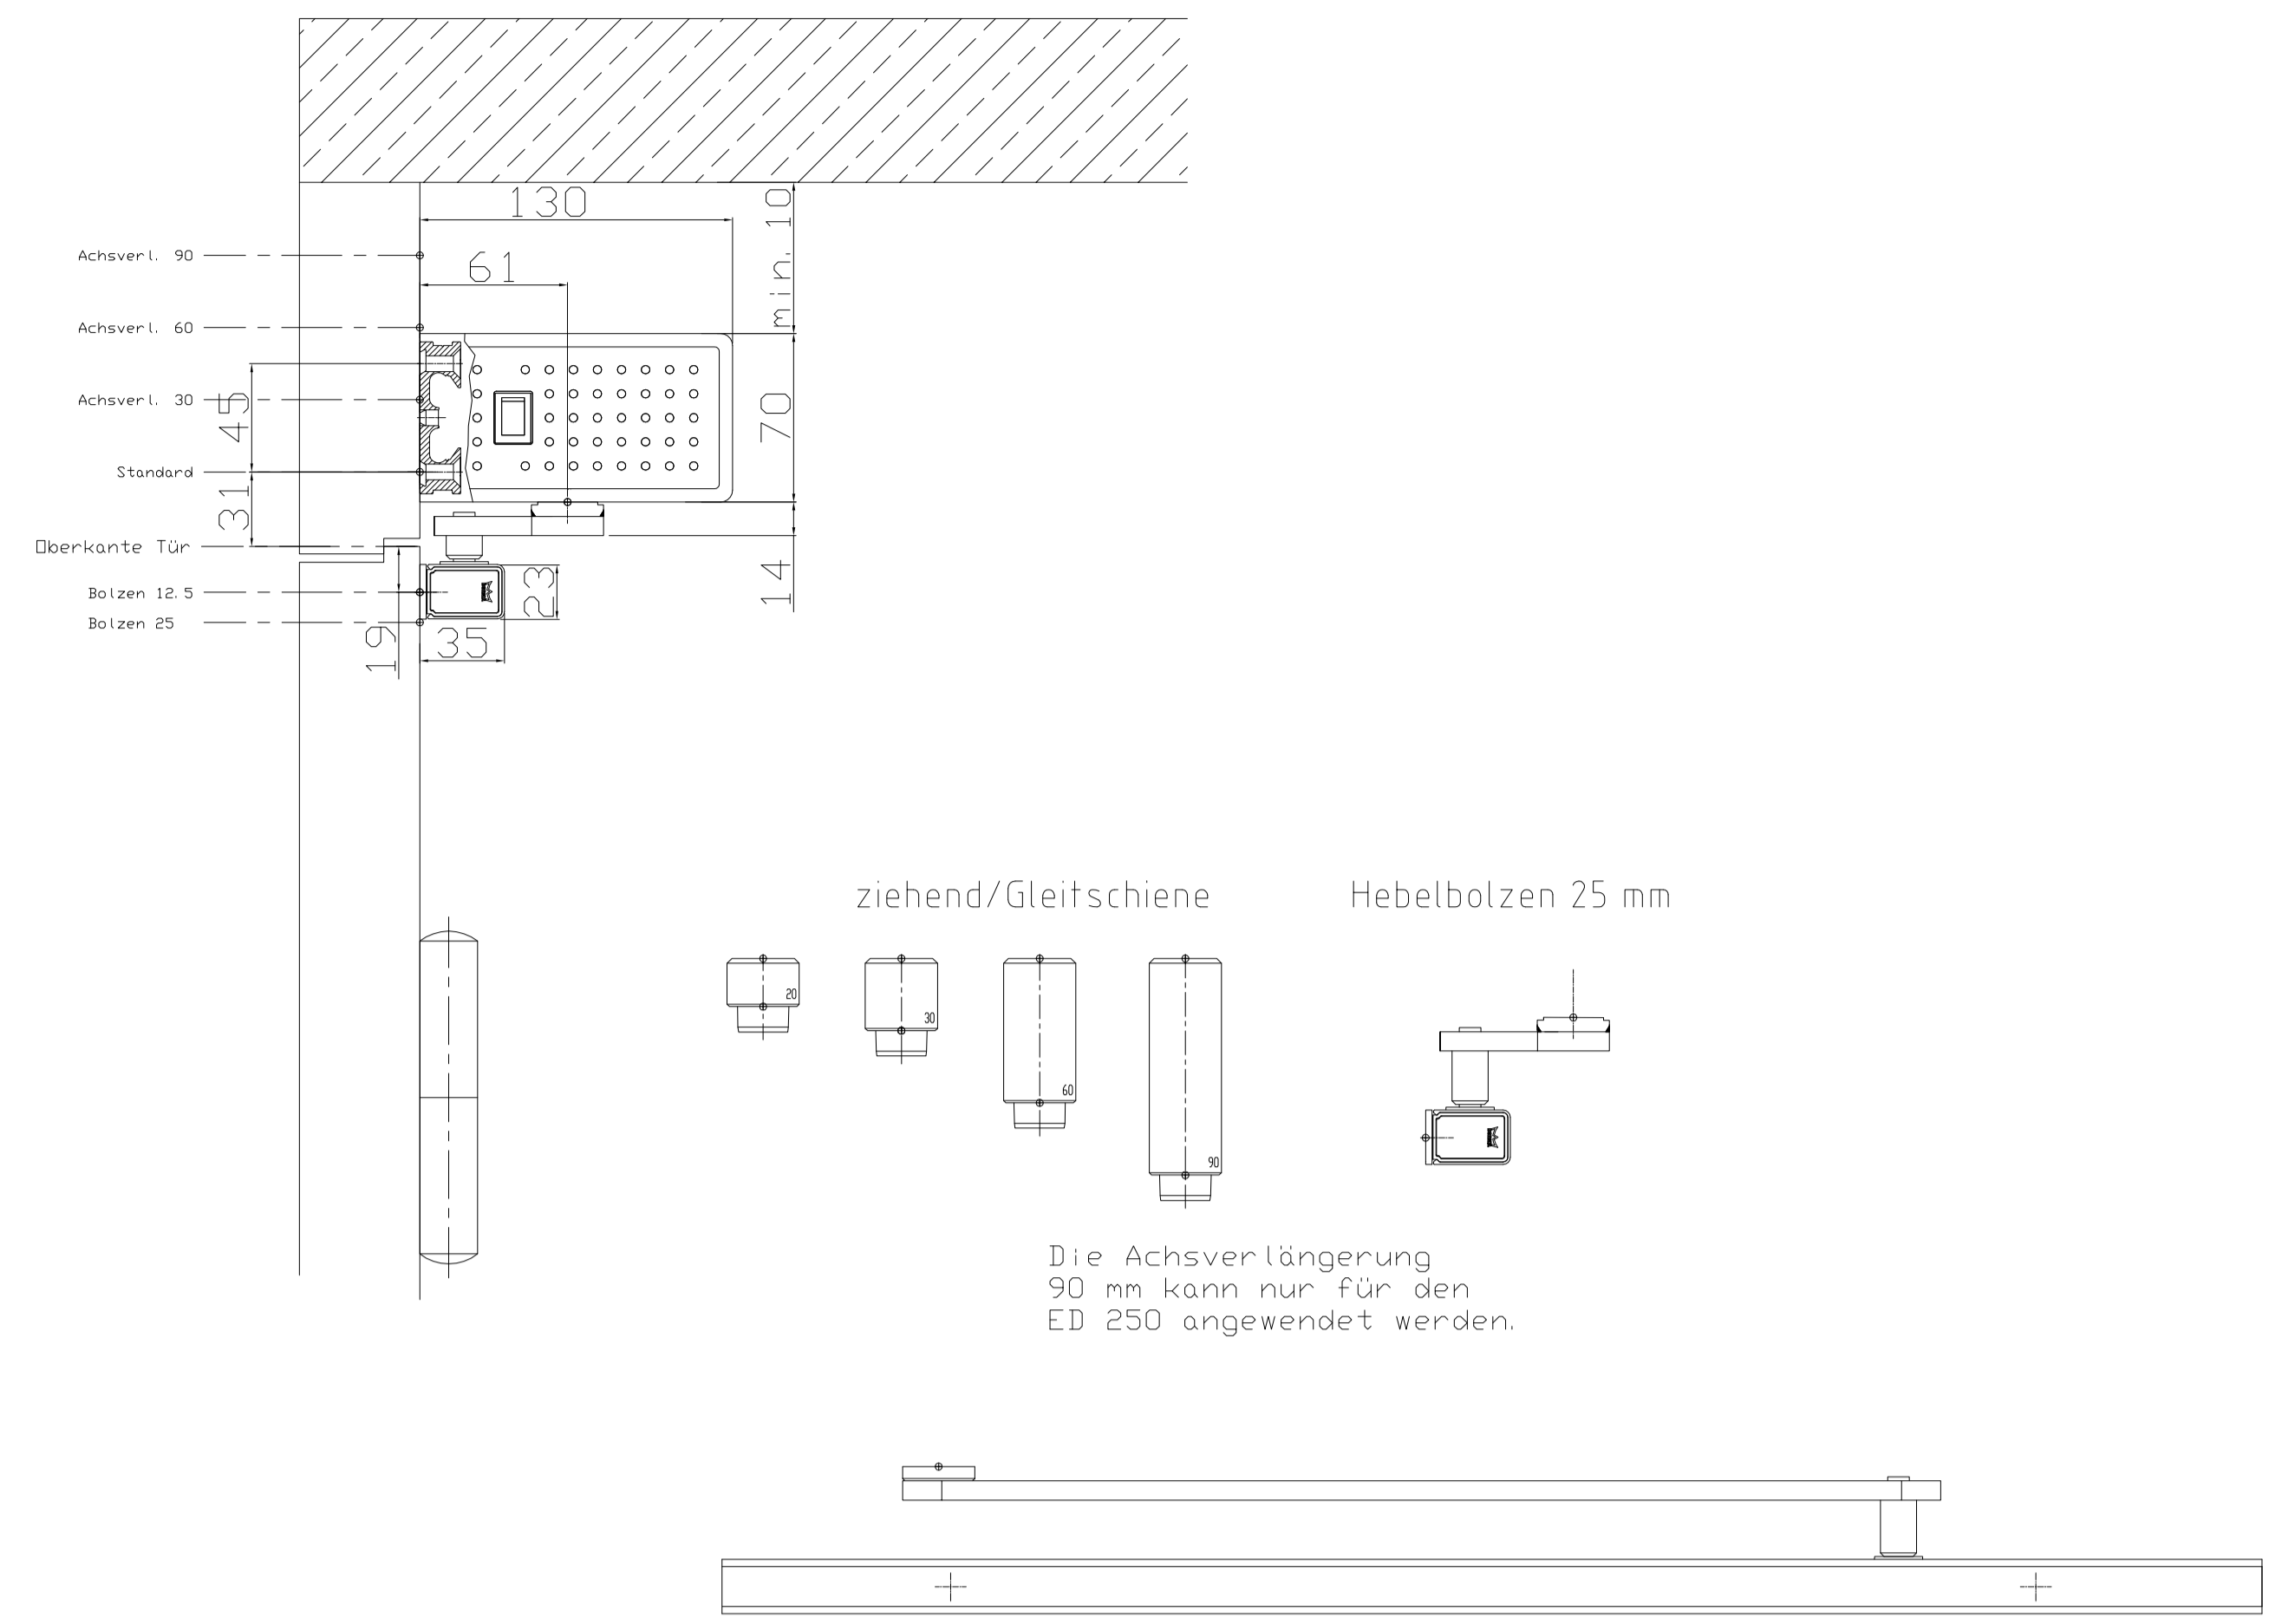 130
min. 10
Achsverl. 90
61
Achsverl. 60
Achsverl. 30
45
70
Standard
31
Oberkante Tür
14
23
Bolzen 12.5
Bolzen 25
19
35
ziehend/Gleitschiene
Hebelbolzen 25 mm
20
30
60
90
Die Achsverlängerung
90 mm kann nur für den
ED 250 angewendet werden.